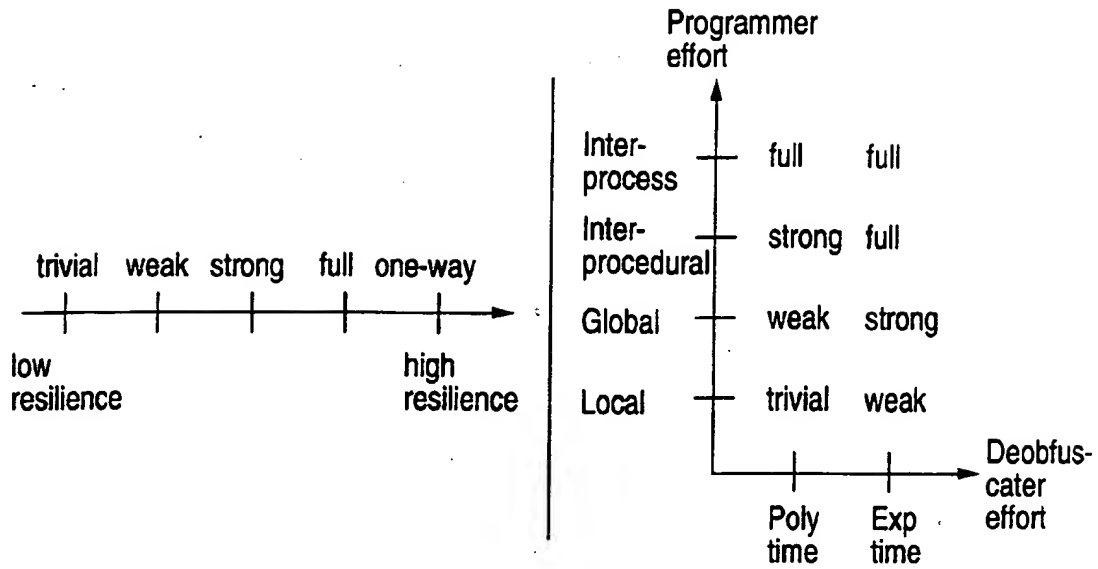 trivial weak strong full one-way
low
resilience
high
resilience
Programmer
effort
Inter-
process
full full
Inter-
procedural
strong full
Global
weak strong
Local
trivial weak
Poly
time
Exp
time
Deobfus-
cater
effort